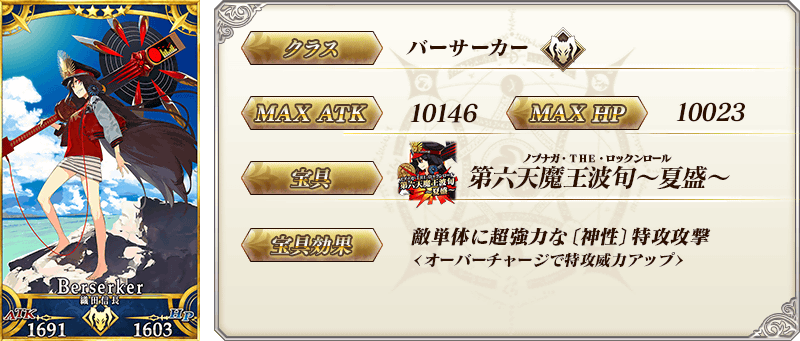 Berserker
織田信長
ATK
1691
HP
1603
クラス
バーサーカー
MAX ATK
10146
MAX HP
10023
宝具
ノブナガ・THE・ロックンロール
第六天魔王波旬～夏盛～
宝具効果
敵単体に超強力な〔神性〕特攻攻撃
<オーバーチャージで特攻威力アップ>